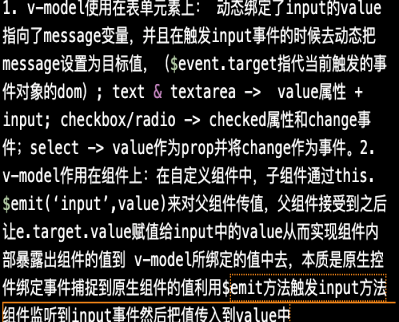 1. v-model使用在表单元素上： 动态绑定了input的value
指向了message变量，并且在触发input事件的时候去动态把
message设置为目标值，（$event.target指代当前触发的事
件对象的dom）; text & textarea -> value属性 +
input; checkbox/radio -> checked属性和change事
件；select -> value作为prop并将change作为事件。2.
v-model作用在组件上：在自定义组件中，子组件通过this.
$emit(‘input’,value)来对父组件传值，父组件接受到之后
让e.target.value赋值给input中的value从而实现组件内
部暴露出组件的值到 v-model所绑定的值中去，本质是原生控
件绑定事件捕捉到原生组件的值利用$emit方法触发input方法
组件监听到input事件然后把值传入到value中